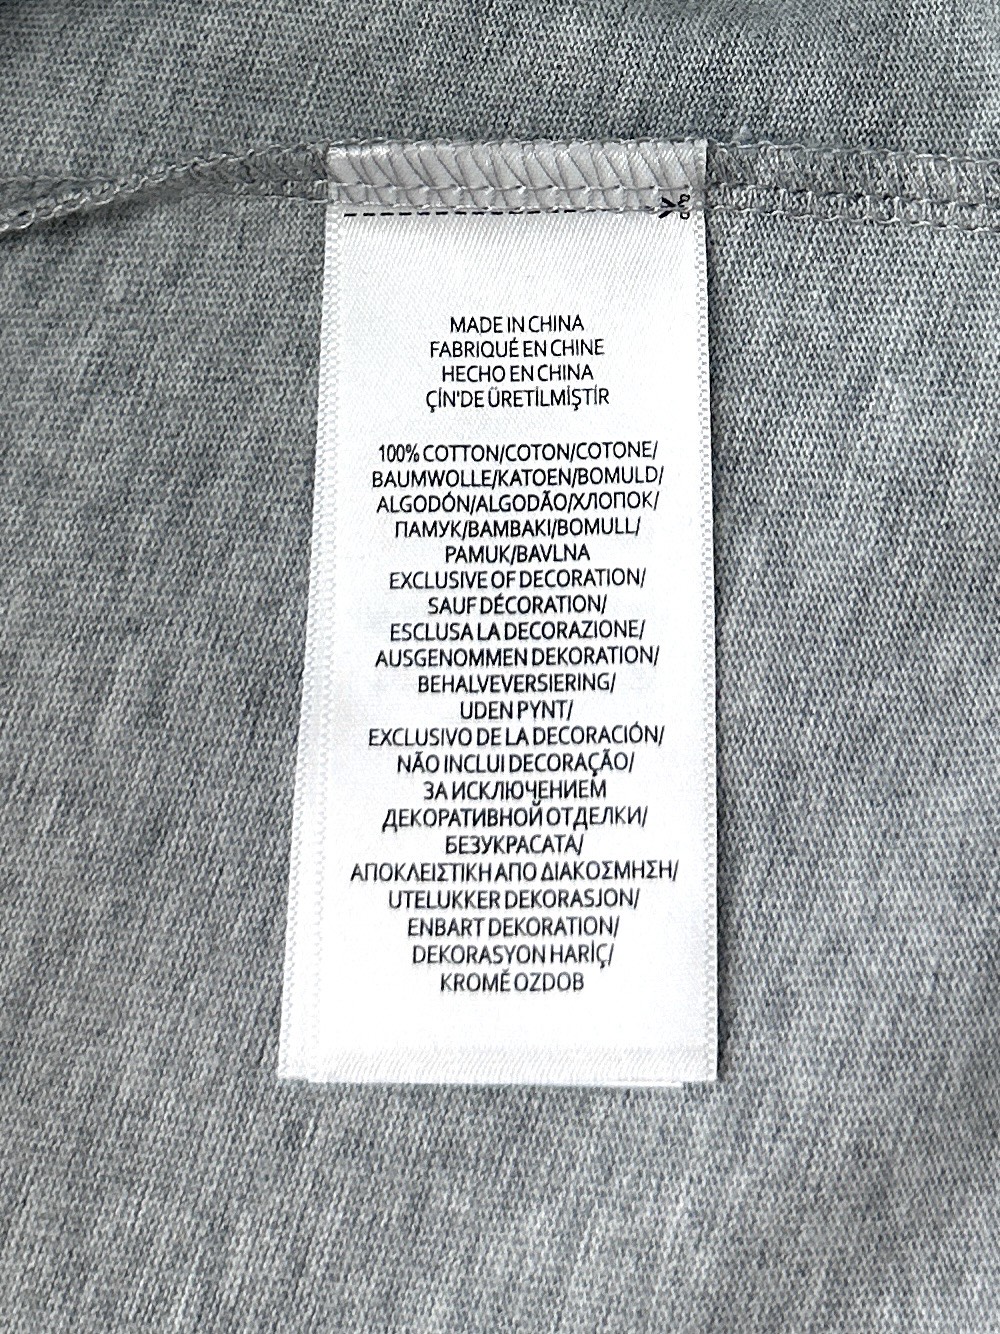 MADE IN CHINA
FABRIQUÉ EN CHINE
HECHO EN CHINA
ÇİN'DE ÜRETİLMİŞTİR
100% COTTON/COTON/COTONE/
BAUMWOLLE/KATOEN/BOMULD/
ALGODÓN/ALGODÃO/ХЛОПОК/
ПАМУК/BAMBAKI/BOMULL/
PAMUK/BAVLNA
EXCLUSIVE OF DECORATION/
SAUF DÉCORATION/
ESCLUSA LA DECORAZIONE/
AUSGENOMMEN DEKORATION/
BEHALVEVERSIERING/
UDEN PYNT/
EXCLUSIVO DE LA DECORACIÓN/
NÃO INCLUI DECORAÇÃO/
ЗА ИСКЛЮЧЕНИЕМ
ДЕКОРАТИВНОЙ ОТДЕЛКИ/
БЕЗУКРАСАТА/
ΑΠΟΚΛΕΙΣΤΙΚΗ ΑΠΟ ΔΙΑΚΟΣΜΗΣΗ/
UTELUKKER DEKORASJON/
ENBART DEKORATION/
DEKORASYON HARİÇ/
KROMĚ OZDOB